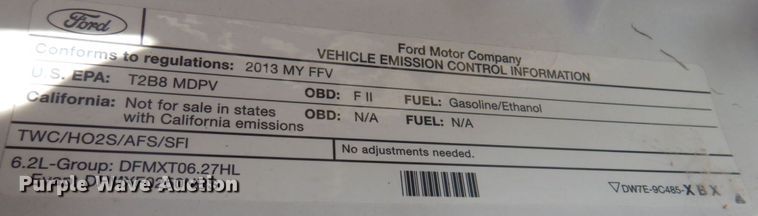 Ford
Ford Motor Company
VEHICLE EMISSION CONTROL INFORMATION
Conforms to regulations: 2013 MY FFV
U.S. EPA: T2B8 MDPV OBD: F II FUEL: Gasoline/Ethanol
California: Not for sale in states with California emissions OBD: N/A FUEL: N/A
TWC/HO2S/AFS/SFI No adjustments needed.
6.2L-Group: DFMXT06.27HL
Purple Wave Auction
DW7E-9C485-XBX